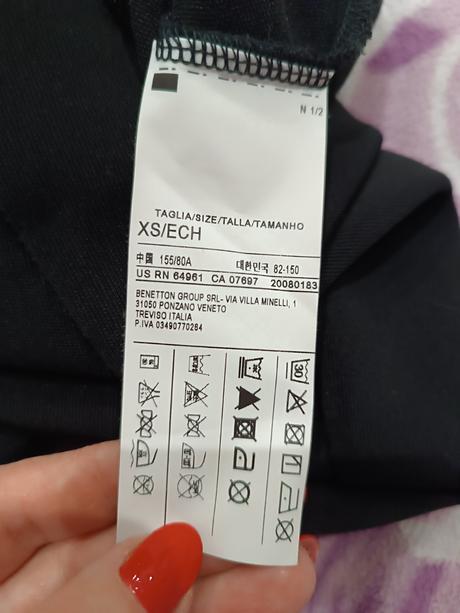 N 1/2
TAGLIA/SIZE/TALLA/TAMANHO
XS/ECH
中国 155/80A 대한민국 82-150
US RN 64961 CA 07697 20080183
BENETTON GROUP SRL- VIA VILLA MINELLI, 1
31050 PONZANO VENETO
TREVISO ITALIA
P.IVA 03490770264
30